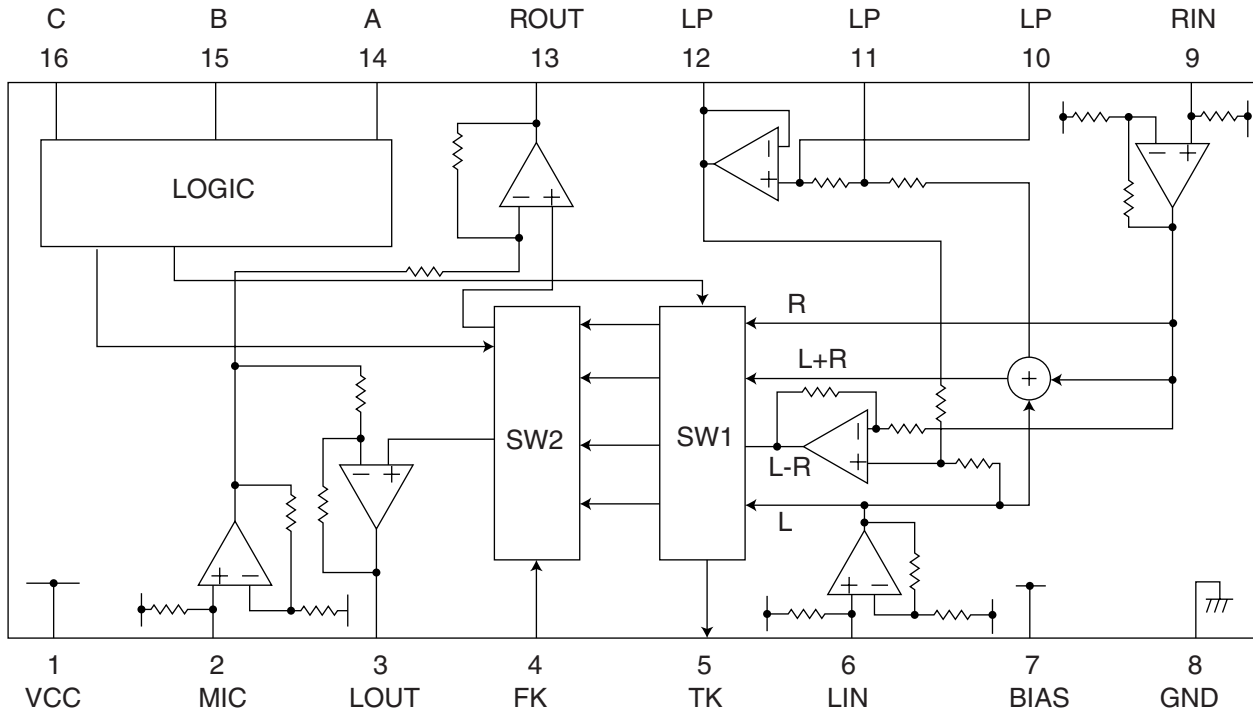 C B A ROUT LP LP LP RIN
16 15 14 13 12 11 10 9
LOGIC
R
L+R
SW2 SW1
L-R
L
1 2 3 4 5 6 7 8
VCC MIC LOUT FK TK LIN BIAS GND